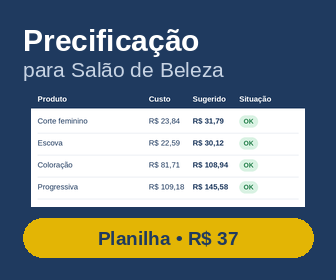 Precificação
para Salão de Beleza
Produto Custo Sugerido Situação
Corte feminino R$ 23,84 R$ 31,79 OK
Escova R$ 22,59 R$ 30,12 OK
Coloração R$ 81,71 R$ 108,94 OK
Progressiva R$ 109,18 R$ 145,58 OK
Planilha • R$ 37